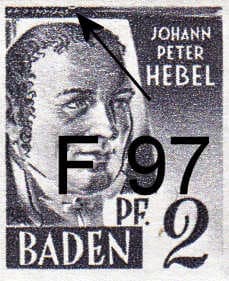 JOHANN
PETER
HEBEL
F 97
PF.
BADEN 2